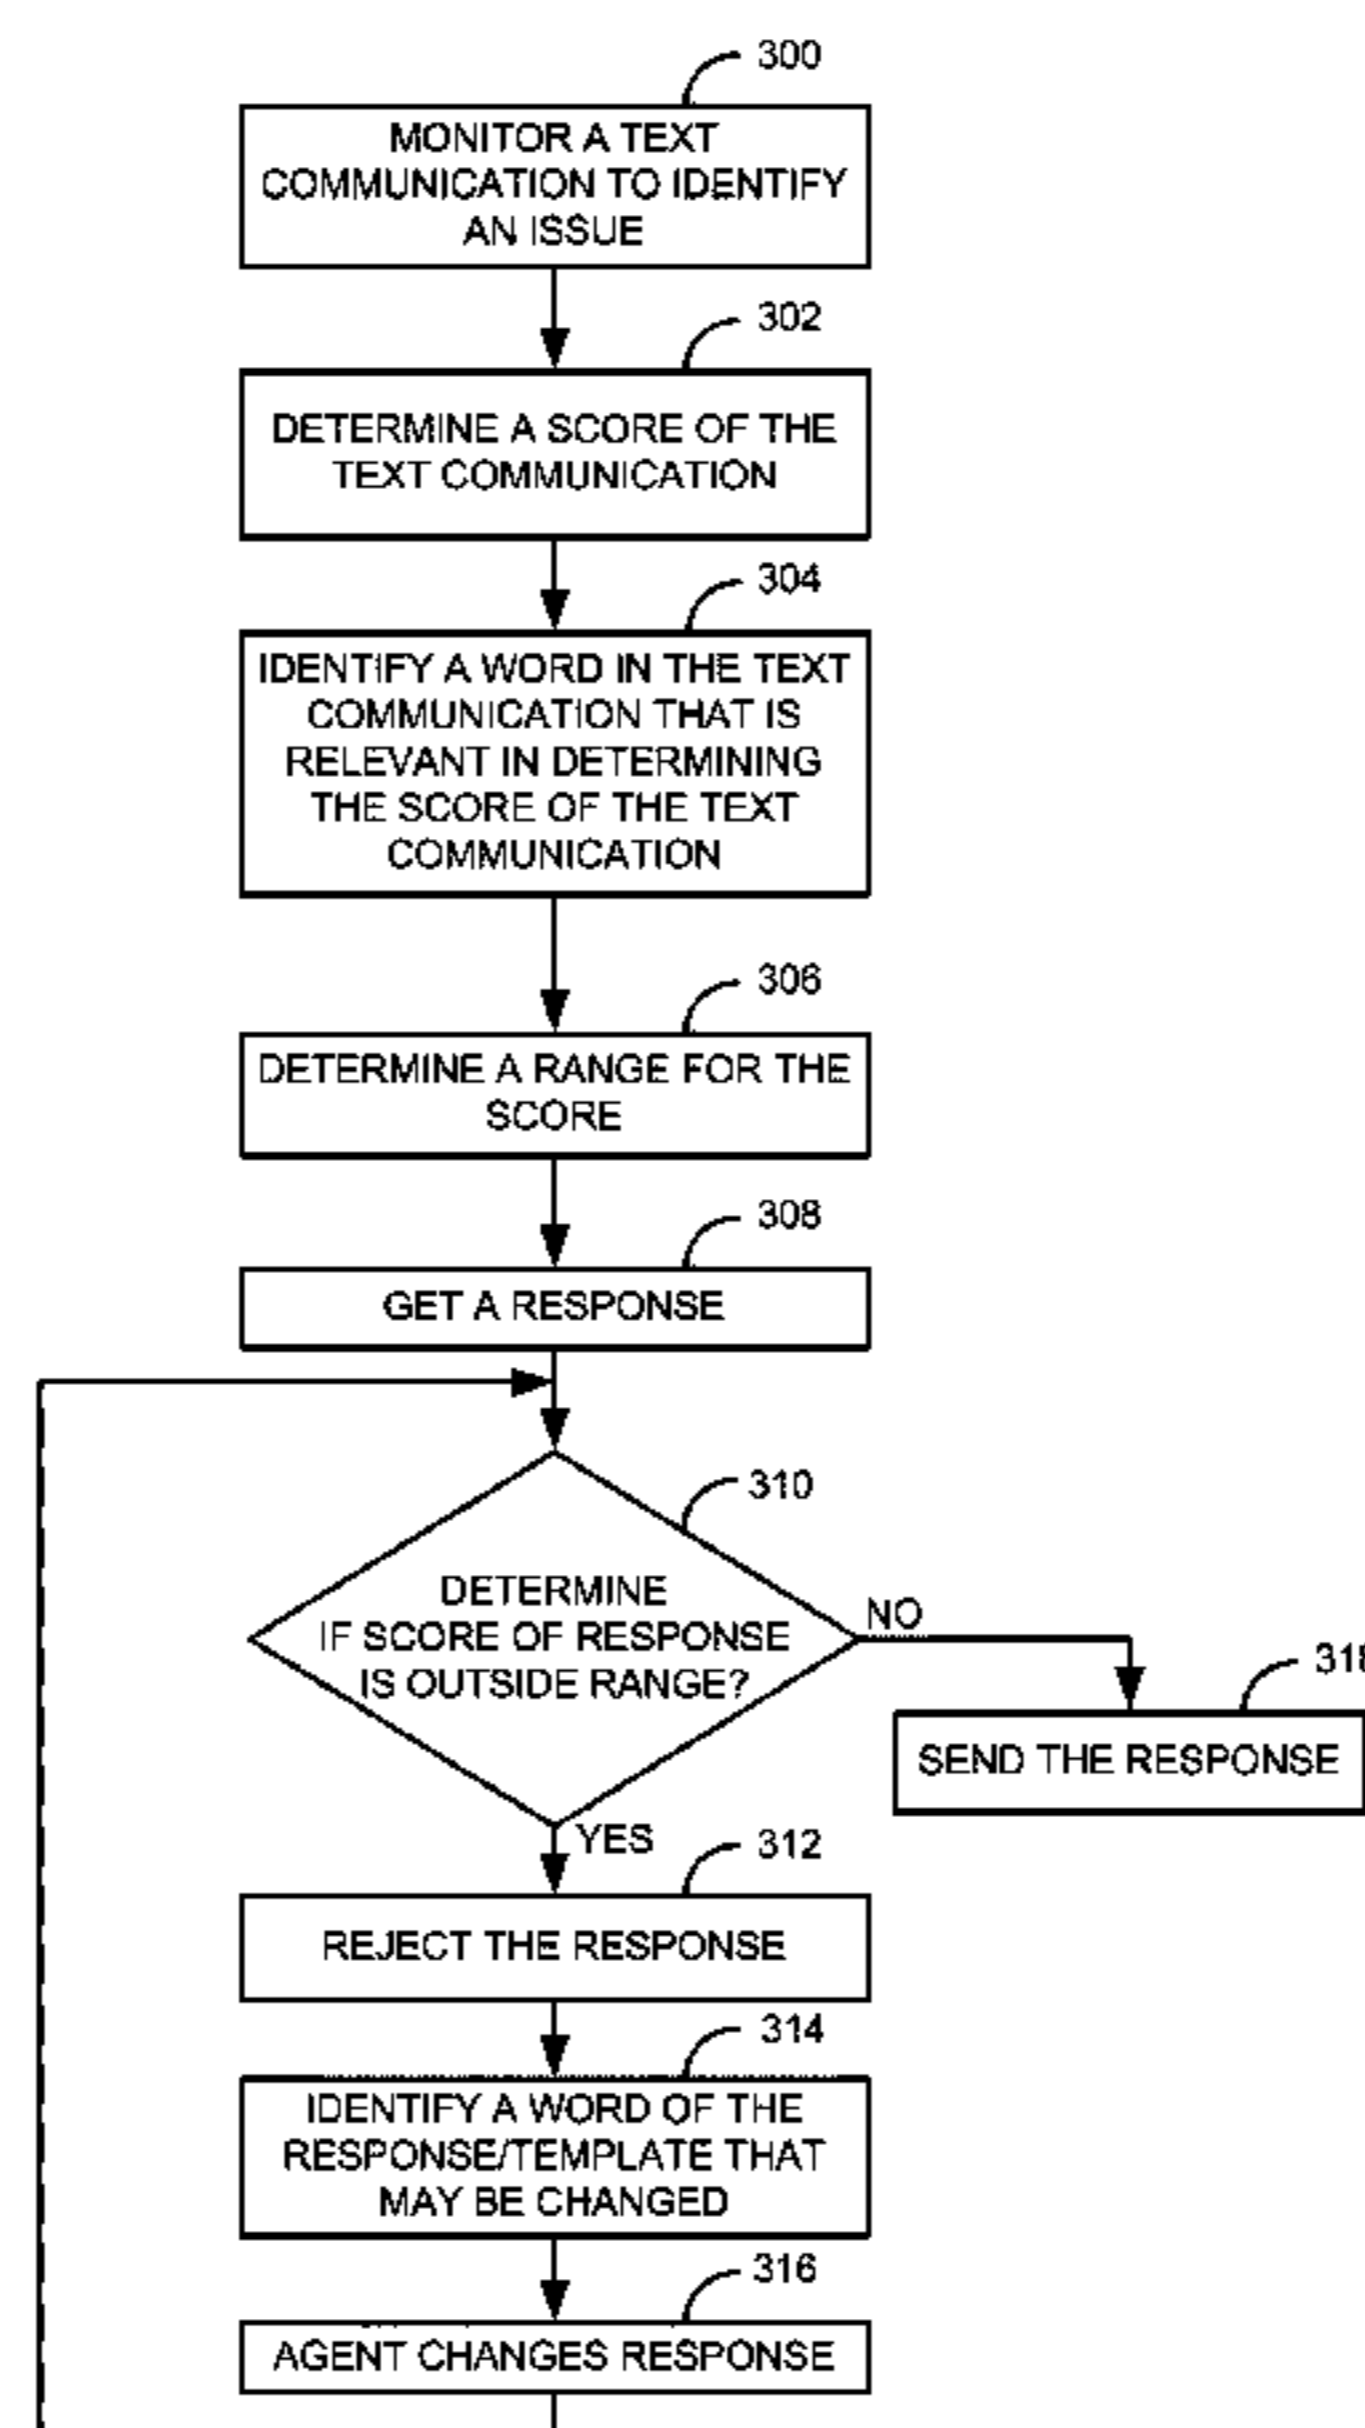 300
MONITOR A TEXT
COMMUNICATION TO IDENTIFY
AN ISSUE
302
DETERMINE A SCORE OF THE
TEXT COMMUNICATION
304
IDENTIFY A WORD IN THE TEXT
COMMUNICATION THAT IS
RELEVANT IN DETERMINING
THE SCORE OF THE TEXT
COMMUNICATION
306
DETERMINE A RANGE FOR THE
SCORE
308
GET A RESPONSE
310
DETERMINE
IF SCORE OF RESPONSE
IS OUTSIDE RANGE?
NO
318
SEND THE RESPONSE
YES
312
REJECT THE RESPONSE
314
IDENTIFY A WORD OF THE
RESPONSE/TEMPLATE THAT
MAY BE CHANGED
316
AGENT CHANGES RESPONSE